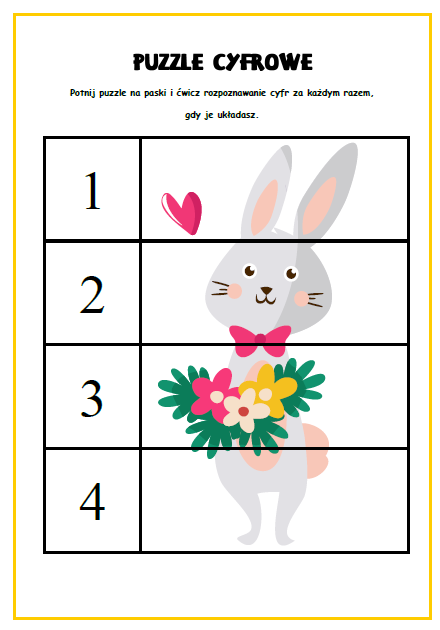 PUZZLE CYFROWE
Potnij puzzle na paski i ćwicz rozpoznawanie cyfr za każdym razem,
gdy je układasz.
1
2
3
4